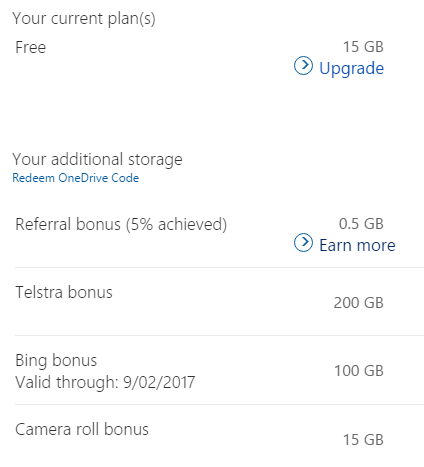 Your current plan(s)
Free 15 GB
Upgrade
Your additional storage
Redeem OneDrive Code
Referral bonus (5% achieved) 0.5 GB
Earn more
Telstra bonus 200 GB
Bing bonus
Valid through: 9/02/2017 100 GB
Camera roll bonus 15 GB